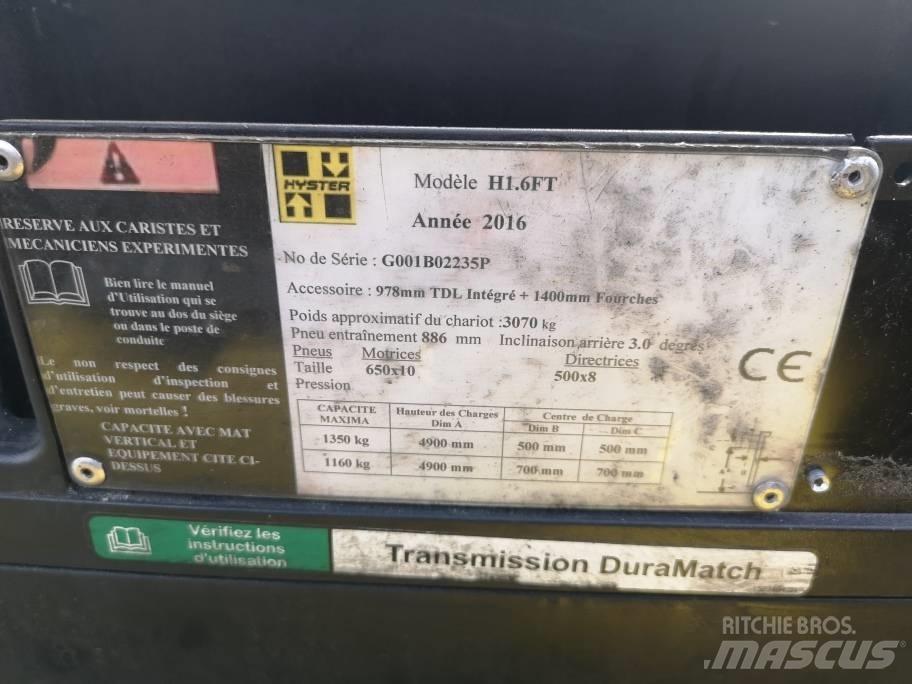 RESERVE AUX CARISTES ET
MECANICIENS EXPERIMENTES
Bien lire le manuel
d'Utilisation qui se
trouve au dos du siège
ou dans le poste de
conduite
Le non respect des consignes
d'utilisation d'inspection et
d'entretien peut causer des blessures
graves, voir mortelles !
CAPACITE AVEC MAT
VERTICAL ET
EQUIPEMENT CITE CI-
DESSUS
HYSTER
Modèle H1.6FT
Année 2016
No de Série : G001B02235P
Accessoire : 978mm TDL Intégré + 1400mm Fourches
Poids approximatif du chariot :3070 kg
Pneu entraînement 886 mm Inclinaison arrière 3.0 degrés
Pneus Motrices Directrices
Taille 650x10 500x8
Pression
CE
CAPACITE MAXIMA Hauteur des Charges Dim A Centre de Charge Dim B Dim C
1350 kg 4900 mm 500 mm 500 mm
1160 kg 4900 mm 700 mm 700 mm
Vérifiez les
instructions
d'utilisation
Transmission DuraMatch
RITCHIE BROS.
MASCUS